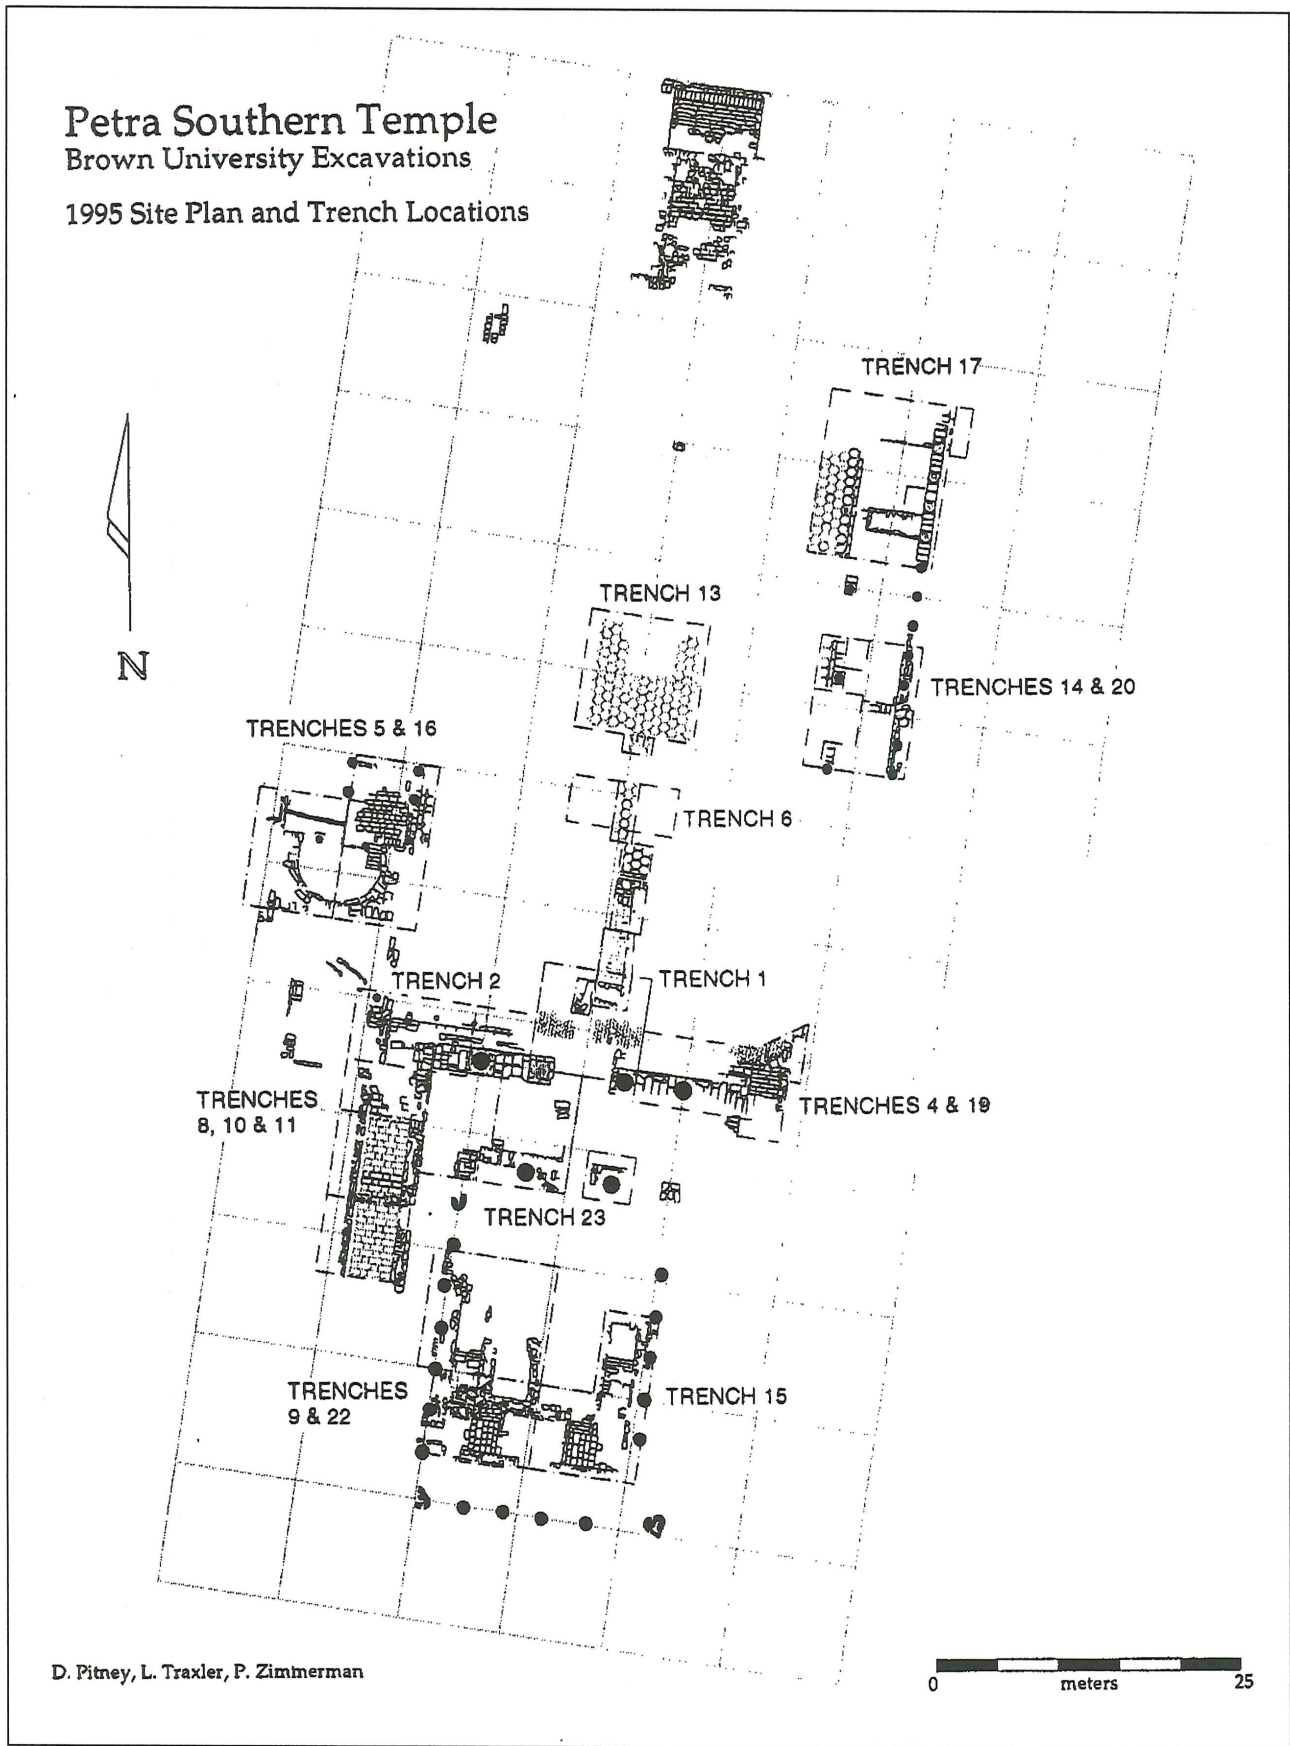 Petra Southern Temple
Brown University Excavations
1995 Site Plan and Trench Locations
TRENCH 17
N
TRENCH 13
TRENCHES 14 & 20
TRENCHES 5 & 16
TRENCH 6
TRENCH 2
TRENCH 1
TRENCHES
8, 10 & 11
TRENCHES 4 & 19
TRENCH 23
TRENCHES
9 & 22
TRENCH 15
D. Pitney, L. Traxler, P. Zimmerman
0 meters 25